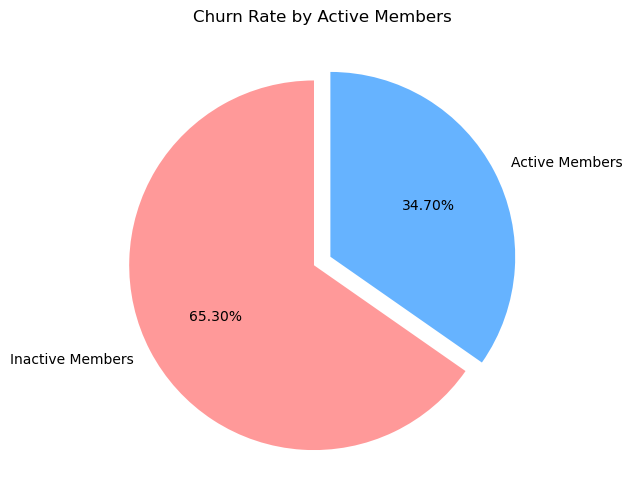 Churn Rate by Active Members
Active Members
34.70%
65.30%
Inactive Members